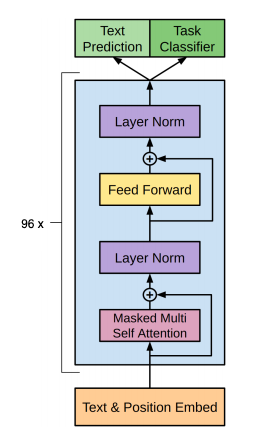 Text
Prediction
Task
Classifier
Layer Norm
Feed Forward
96 x
Layer Norm
Masked Multi
Self Attention
Text & Position Embed